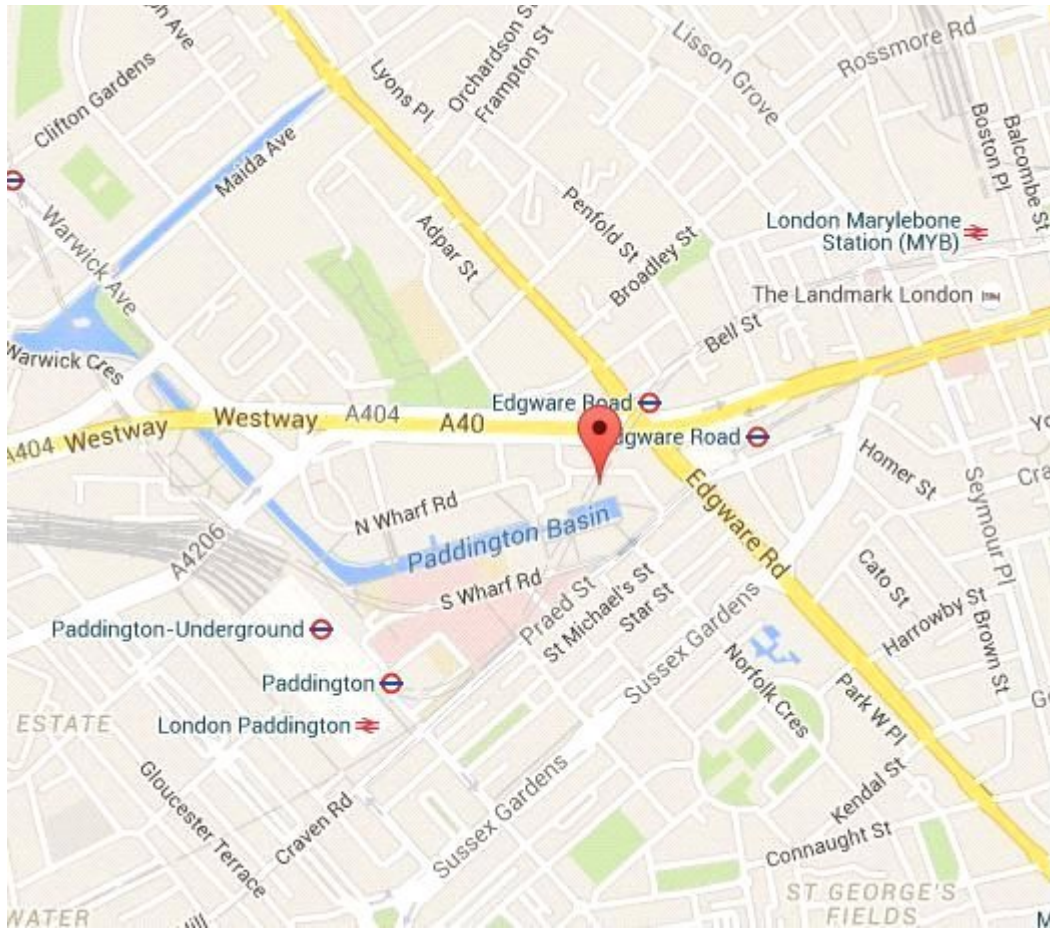 Ave
Clifton Gardens
Maida Ave
Lyons Pl
Orchardson St
Frampton St
Lisson Grove
Rossmore Rd
Boston Pl
Balcombe St
Warwick Ave
Adpar St
Penfold St
Broadley St
London Marylebone
Station (MYB)
The Landmark London
Bell St
Warwick Cres
Edgware Road
A404
Westway
Westway
A404
A40
dgware Road
Homer St
Seymour Pl
N Wharf Rd
Paddington Basin
Edgware Rd
A4206
S Wharf Rd
Praed St
St Michael's St
Star St
Cato St
Harrowby St
Brown St
Paddington-Underground
Paddington
London Paddington
Sussex Gardens
Norfolk Cres
Park W Pl
ESTATE
Gloucester Terrace
Craven Rd
Sussex Gardens
Kendal St
Connaught St
ST GEORGE'S
FIELDS
WATER